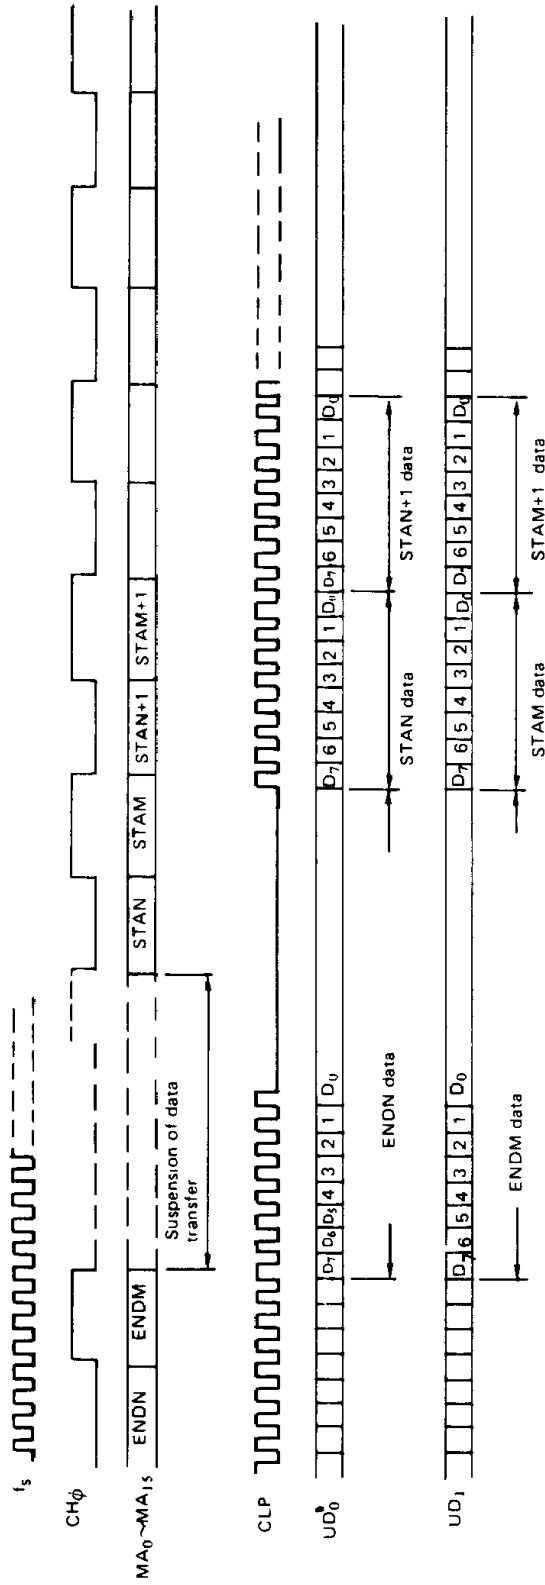 fs
CHϕ
MA0~MA15
ENDN
ENDM
STAN
STAM
STAN+1
STAM+1
Suspension of data
transfer
CLP
UD0
D7 D6 D5 4 3 2 1 D0
D7 6 5 4 3 2 1 D0
D7 6 5 4 3 2 1 D0
ENDN data
STAN data
STAN+1 data
UD1
D7 6 5 4 3 2 1 D0
D7 6 5 4 3 2 1 D0
D7 6 5 4 3 2 1 D0
ENDM data
STAM data
STAM+1 data